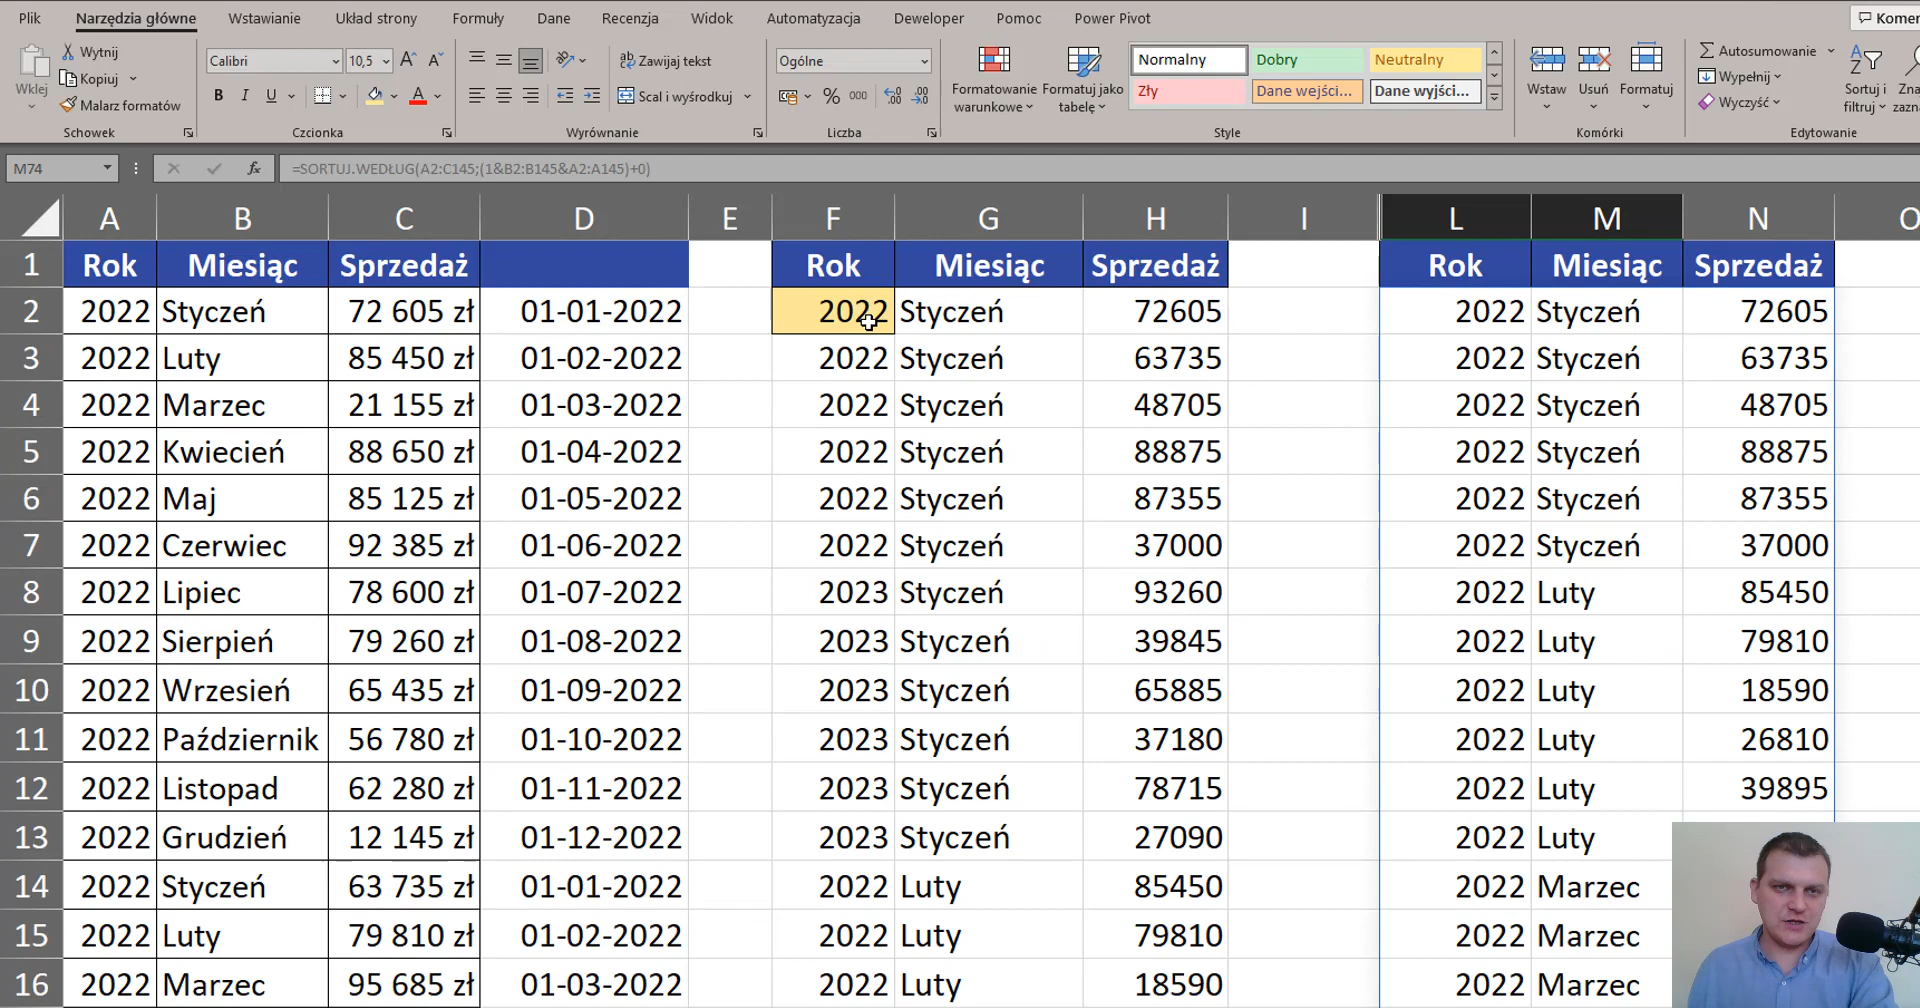 Plik Narzędzia główne Wstawianie Układ strony Formuły Dane Recenzja Widok Automatyzacja Deweloper Pomoc Power Pivot Komer
Wklej Wytnij Kopiuj Malarz formatów Schowek
Calibri 10,5 B I U A Czcionka
ab Zawijaj tekst Scal i wyśrodkuj Wyrównanie
Ogólne % 000 Liczba
Formatowanie warunkowe Formatuj jako tabelę Normalny Dobry Neutralny Zły Dane wejści... Dane wyjści... Style
Wstaw Usuń Formatuj Komórki
Autosumowanie Wypełnij Wyczyść Sortuj i filtruj Edytowanie
M74 fx =SORTUJ.WEDŁUG(A2:C145;(1&B2:B145&A2:A145)+0)
A B C D E F G H I L M N O
1 Rok Miesiąc Sprzedaż Rok Miesiąc Sprzedaż Rok Miesiąc Sprzedaż
2 2022 Styczeń 72 605 zł 01-01-2022 2022 Styczeń 72605 2022 Styczeń 72605
3 2022 Luty 85 450 zł 01-02-2022 2022 Styczeń 63735 2022 Styczeń 63735
4 2022 Marzec 21 155 zł 01-03-2022 2022 Styczeń 48705 2022 Styczeń 48705
5 2022 Kwiecień 88 650 zł 01-04-2022 2022 Styczeń 88875 2022 Styczeń 88875
6 2022 Maj 85 125 zł 01-05-2022 2022 Styczeń 87355 2022 Styczeń 87355
7 2022 Czerwiec 92 385 zł 01-06-2022 2022 Styczeń 37000 2022 Styczeń 37000
8 2022 Lipiec 78 600 zł 01-07-2022 2023 Styczeń 93260 2022 Luty 85450
9 2022 Sierpień 79 260 zł 01-08-2022 2023 Styczeń 39845 2022 Luty 79810
10 2022 Wrzesień 65 435 zł 01-09-2022 2023 Styczeń 65885 2022 Luty 18590
11 2022 Październik 56 780 zł 01-10-2022 2023 Styczeń 37180 2022 Luty 26810
12 2022 Listopad 62 280 zł 01-11-2022 2023 Styczeń 78715 2022 Luty 39895
13 2022 Grudzień 12 145 zł 01-12-2022 2023 Styczeń 27090 2022 Luty
14 2022 Styczeń 63 735 zł 01-01-2022 2022 Luty 85450 2022 Marzec
15 2022 Luty 79 810 zł 01-02-2022 2022 Luty 79810 2022 Marzec
16 2022 Marzec 95 685 zł 01-03-2022 2022 Luty 18590 2022 Marzec